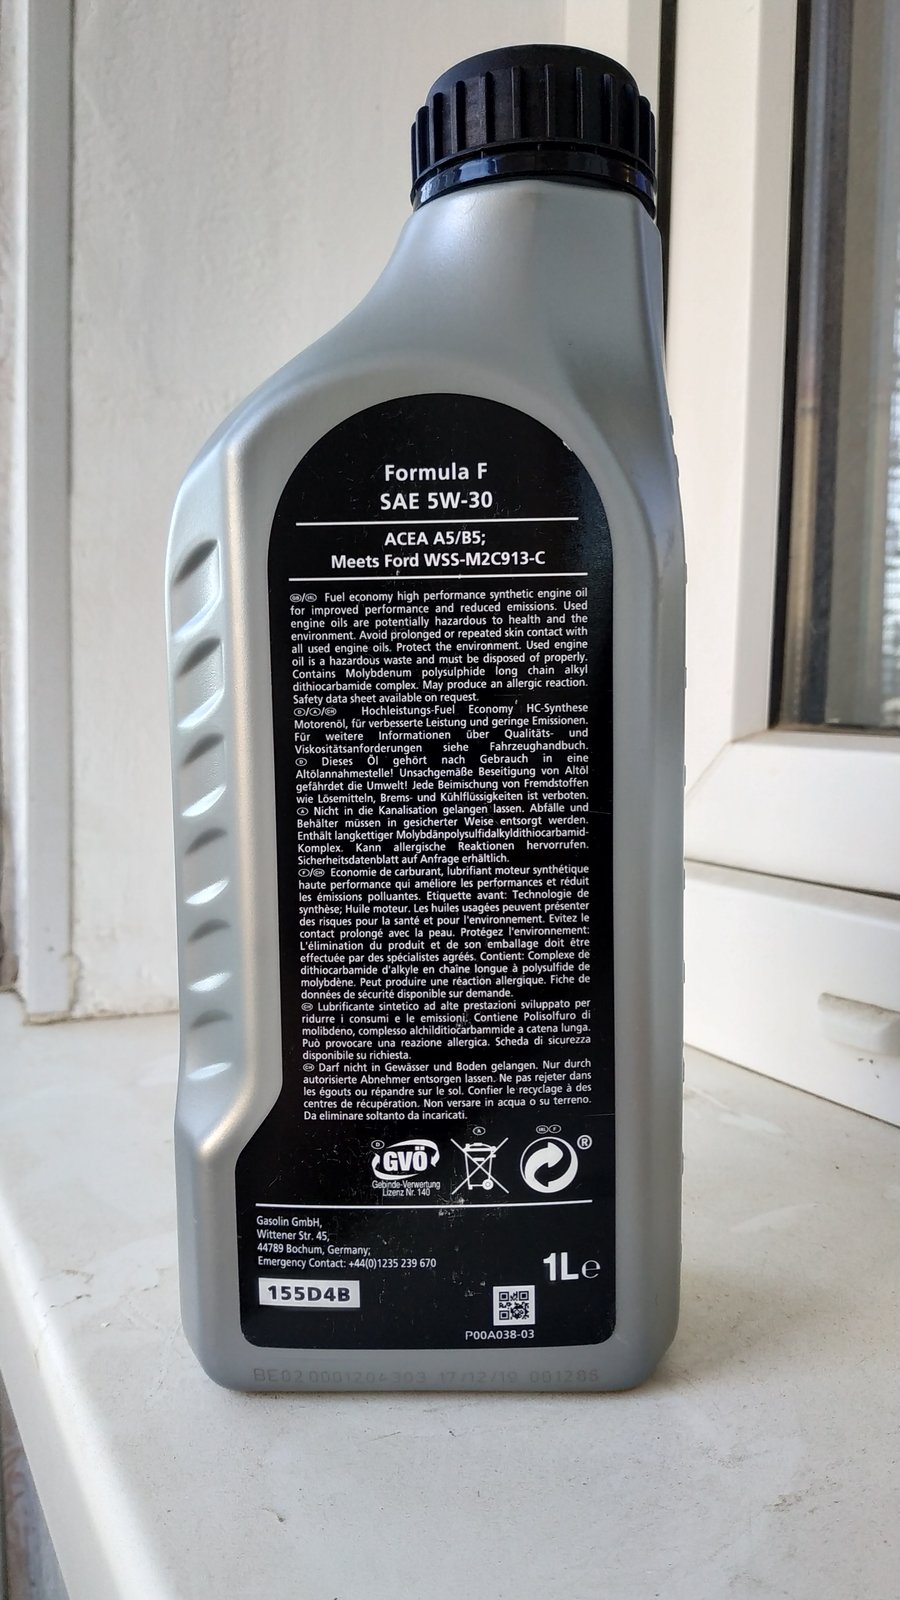 Formula F
SAE 5W-30
ACEA A5/B5;
Meets Ford WSS-M2C913-C
GB/IRL Fuel economy high performance synthetic engine oil
for improved performance and reduced emissions. Used
engine oils are potentially hazardous to health and the
environment. Avoid prolonged or repeated skin contact with
all used engine oils. Protect the environment. Used engine
oil is a hazardous waste and must be disposed of properly.
Contains Molybdenum polysulphide long chain alkyl
dithiocarbamide complex. May produce an allergic reaction.
Safety data sheet available on request.
D/A/CH Hochleistungs-Fuel Economy HC-Synthese
Motorenöl, für verbesserte Leistung und geringe Emissionen.
Für weitere Informationen über Qualitäts- und
Viskositätsanforderungen siehe Fahrzeughandbuch.
D Dieses Öl gehört nach Gebrauch in eine
Altölannahmestelle! Unsachgemäße Beseitigung von Altöl
gefährdet die Umwelt! Jede Beimischung von Fremdstoffen
wie Lösemitteln, Brems- und Kühlflüssigkeiten ist verboten.
A Nicht in die Kanalisation gelangen lassen. Abfälle und
Behälter müssen in gesicherter Weise entsorgt werden.
Enthält langkettiger Molybdänpolysulfidalkyldithiocarbamid-
Komplex. Kann allergische Reaktionen hervorrufen.
Sicherheitsdatenblatt auf Anfrage erhältlich.
F/CH Economie de carburant, lubrifiant moteur synthétique
haute performance qui améliore les performances et réduit
les émissions polluantes. Etiquette avant: Technologie de
synthèse; Huile moteur. Les huiles usagées peuvent présenter
des risques pour la santé et pour l'environnement. Evitez le
contact prolongé avec la peau. Protégez l'environnement:
L'élimination du produit et de son emballage doit être
effectuée par des spécialistes agréés. Contient: Complexe de
dithiocarbamide d'alkyle en chaîne longue à polysulfide de
molybdène. Peut produire une réaction allergique. Fiche de
données de sécurité disponible sur demande.
CH Lubrificante sintetico ad alte prestazioni sviluppato per
ridurre i consumi e le emissioni. Contiene Polisolfuro di
molibdeno, complesso alchilditiocarbammide a catena lunga.
Può provocare una reazione allergica. Scheda di sicurezza
disponibile su richiesta.
CH Darf nicht in Gewässer und Boden gelangen. Nur durch
autorisierte Abnehmer entsorgen lassen. Ne pas rejeter dans
les égouts ou répandre sur le sol. Confier le recyclage à des
centres de récupération. Non versare in acqua o su terreno.
Da eliminare soltanto da incaricati.
D A IRL F
GVÖ ®
Gebinde-Verwertung
Lizenz Nr. 140
Gasolin GmbH,
Wittener Str. 45,
44789 Bochum, Germany;
Emergency Contact: +44(0)1235 239 670
1L e
155D4B
P00A038-03
BE02 0001204303 17/12/19 001286